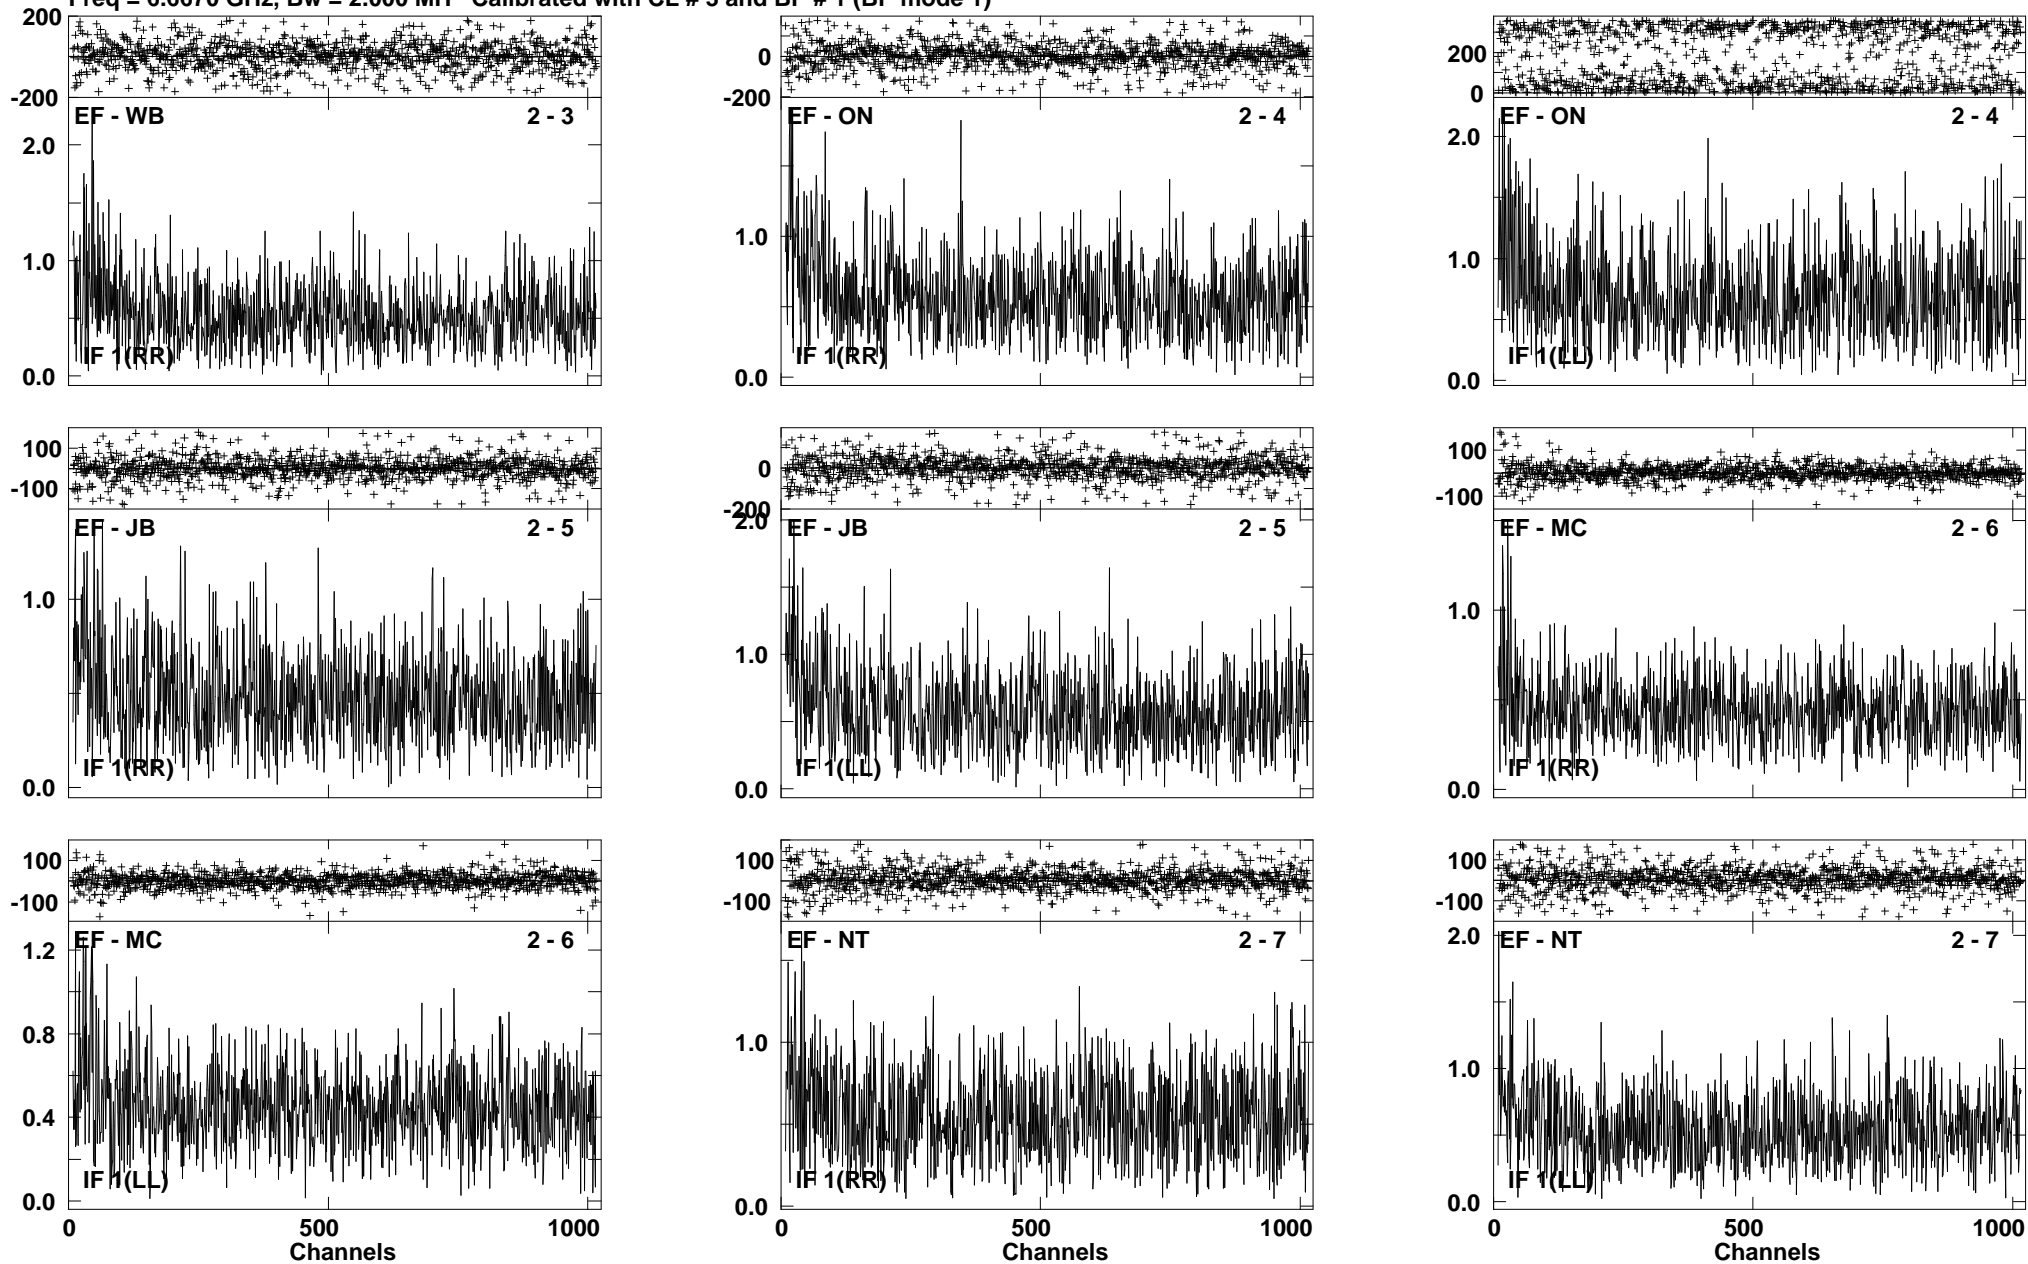 Freq = 6.6670 GHz, Bw = 2.000 MH Calibrated with CL # 3 and BP # 1 (BP mode 1)
200
-200
EF - WB 2 - 3
2.0
1.0
0.0
IF 1(RR)
0
-200
EF - ON 2 - 4
1.0
0.0
IF 1(RR)
200
0
EF - ON 2 - 4
2.0
1.0
0.0
IF 1(LL)
100
-100
EF - JB 2 - 5
1.0
0.0
IF 1(RR)
0
-200
2.0
EF - JB 2 - 5
1.0
0.0
IF 1(LL)
100
-100
EF - MC 2 - 6
1.0
0.0
IF 1(RR)
100
-100
EF - MC 2 - 6
1.2
0.8
0.4
0.0
IF 1(LL)
0 500 1000
Channels
100
-100
EF - NT 2 - 7
1.0
0.0
IF 1(RR)
0 500 1000
Channels
100
-100
EF - NT 2 - 7
2.0
1.0
0.0
IF 1(LL)
0 500 1000
Channels